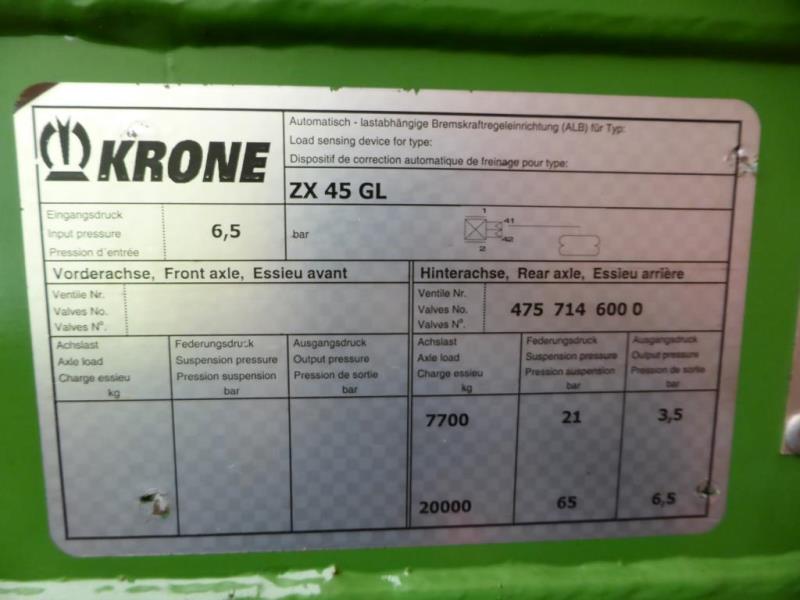 KRONE
Automatisch - lastabhängige Bremskraftregeleinrichtung (ALB) für Typ:
Load sensing device for type:
Dispositif de correction automatique de freinage pour type:
ZX 45 GL
Eingangsdruck
Input pressure
Pression d´entrée
6,5
bar
1
41
42
2
Vorderachse, Front axle, Essieu avant
Hinterachse, Rear axle, Essieu arrière
Ventile Nr.
Valves No.
Valves Nº.
Ventile Nr.
Valves No.
Valves Nº.
475 714 600 0
Achslast
Axle load
Charge essieu
kg
Federungsdruck
Suspension pressure
Pression suspension
bar
Ausgangsdruck
Output pressure
Pression de sortie
bar
Achslast
Axle load
Charge essieu
kg
Federungsdruck
Suspension pressure
Pression suspension
bar
Ausgangsdruck
Output pressure
Pression de sortie
bar
7700 21 3,5
20000 65 6,5